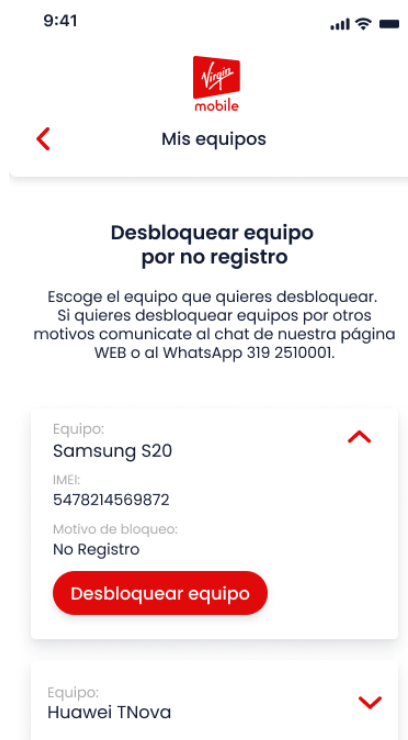 9:41
Virgin
mobile
Mis equipos
Desbloquear equipo
por no registro
Escoge el equipo que quieres desbloquear.
Si quieres desbloquear equipos por otros
motivos comunicate al chat de nuestra página
WEB o al WhatsApp 319 2510001.
Equipo:
Samsung S20
IMEI:
5478214569872
Motivo de bloqueo:
No Registro
Desbloquear equipo
Equipo:
Huawei TNova